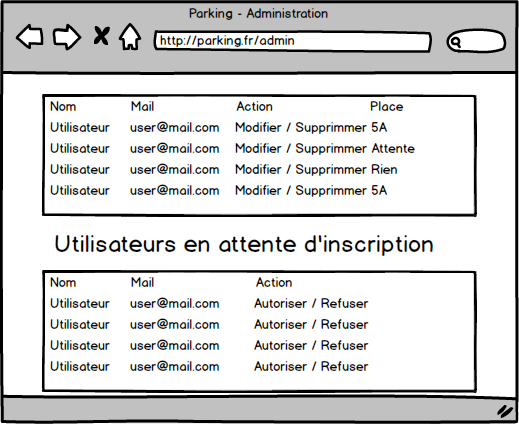 Parking - Administration
http://parking.fr/admin
Nom Mail Action Place
Utilisateur user@mail.com Modifier / Supprimmer 5A
Utilisateur user@mail.com Modifier / Supprimmer Attente
Utilisateur user@mail.com Modifier / Supprimmer Rien
Utilisateur user@mail.com Modifier / Supprimmer 5A
Utilisateurs en attente d'inscription
Nom Mail Action
Utilisateur user@mail.com Autoriser / Refuser
Utilisateur user@mail.com Autoriser / Refuser
Utilisateur user@mail.com Autoriser / Refuser
Utilisateur user@mail.com Autoriser / Refuser